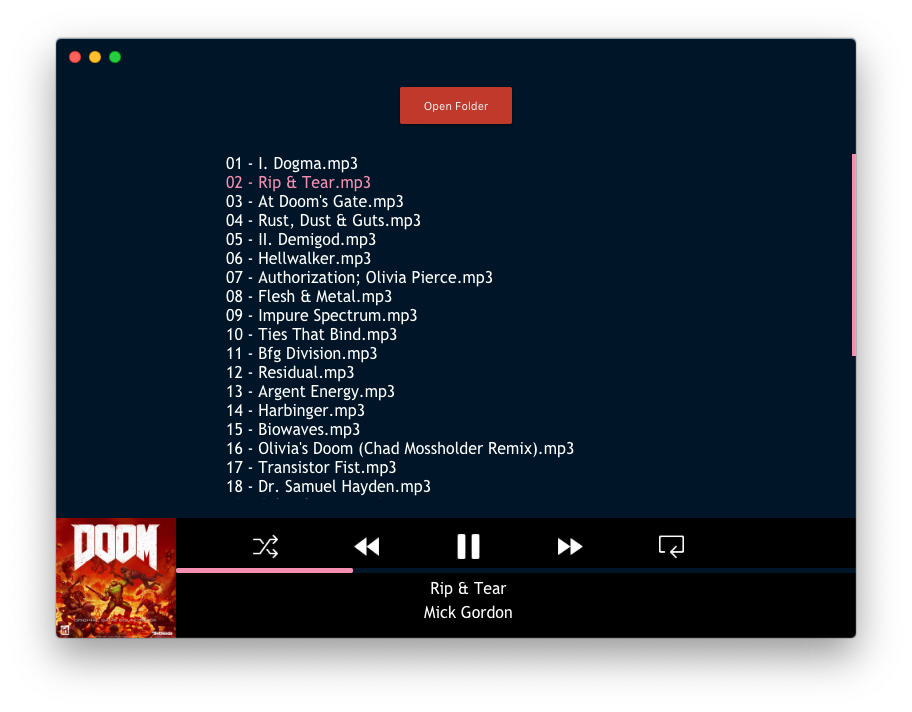 Open Folder
01 - I. Dogma.mp3
02 - Rip & Tear.mp3
03 - At Doom's Gate.mp3
04 - Rust, Dust & Guts.mp3
05 - II. Demigod.mp3
06 - Hellwalker.mp3
07 - Authorization; Olivia Pierce.mp3
08 - Flesh & Metal.mp3
09 - Impure Spectrum.mp3
10 - Ties That Bind.mp3
11 - Bfg Division.mp3
12 - Residual.mp3
13 - Argent Energy.mp3
14 - Harbinger.mp3
15 - Biowaves.mp3
16 - Olivia's Doom (Chad Mossholder Remix).mp3
17 - Transistor Fist.mp3
18 - Dr. Samuel Hayden.mp3
DOOM
Bethesda
Rip & Tear
Mick Gordon